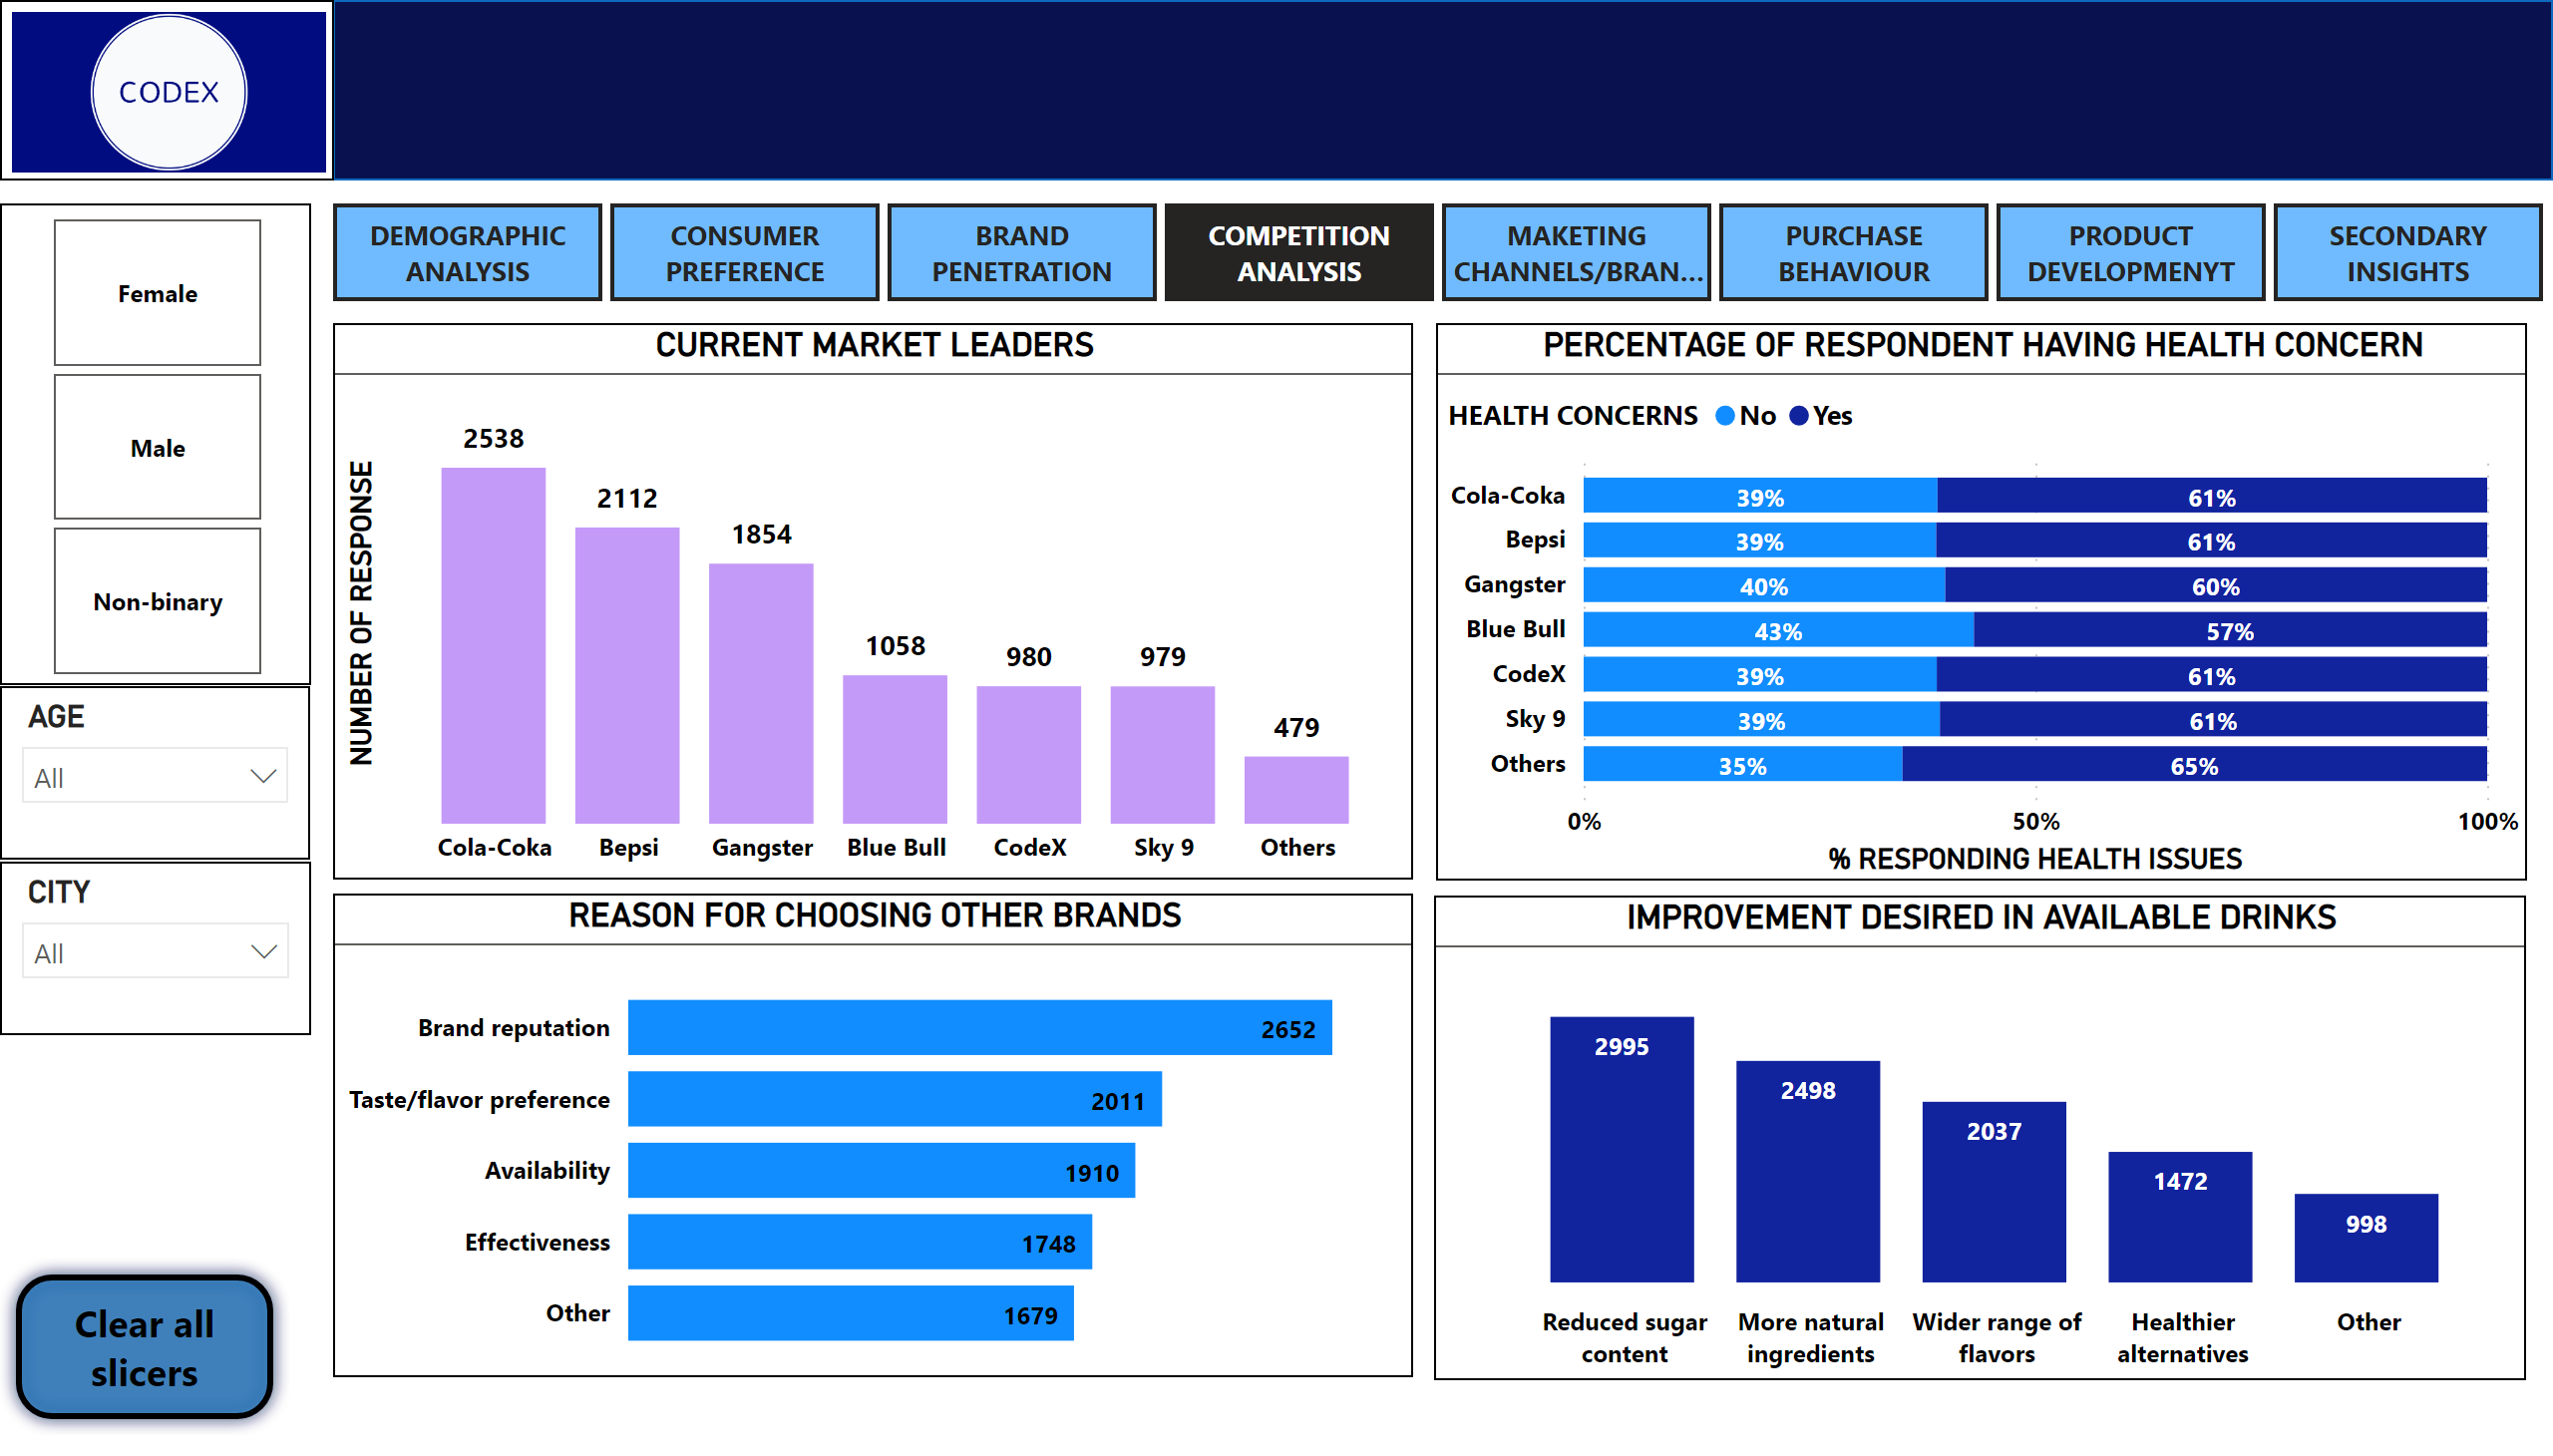 CODEX
DEMOGRAPHIC
ANALYSIS
CONSUMER
PREFERENCE
BRAND
PENETRATION
COMPETITION
ANALYSIS
MAKETING
CHANNELS/BRAN...
PURCHASE
BEHAVIOUR
PRODUCT
DEVELOPMENYT
SECONDARY
INSIGHTS
Female
Male
Non-binary
AGE
All
CITY
All
Clear all
slicers
CURRENT MARKET LEADERS
NUMBER OF RESPONSE
2538
2112
1854
1058
980
979
479
Cola-Coka
Bepsi
Gangster
Blue Bull
CodeX
Sky 9
Others
PERCENTAGE OF RESPONDENT HAVING HEALTH CONCERN
HEALTH CONCERNS No Yes
Cola-Coka 39% 61%
Bepsi 39% 61%
Gangster 40% 60%
Blue Bull 43% 57%
CodeX 39% 61%
Sky 9 39% 61%
Others 35% 65%
0% 50% 100%
% RESPONDING HEALTH ISSUES
REASON FOR CHOOSING OTHER BRANDS
Brand reputation 2652
Taste/flavor preference 2011
Availability 1910
Effectiveness 1748
Other 1679
IMPROVEMENT DESIRED IN AVAILABLE DRINKS
2995
2498
2037
1472
998
Reduced sugar
content
More natural
ingredients
Wider range of
flavors
Healthier
alternatives
Other